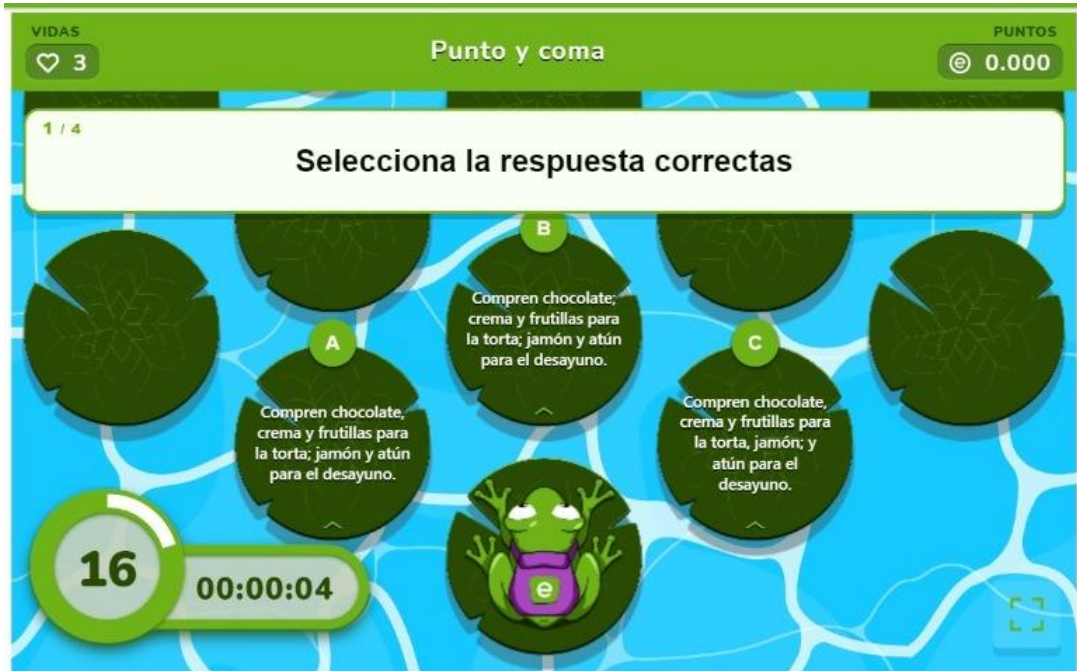 VIDAS
3
Punto y coma
PUNTOS
e 0.000
1 / 4
Selecciona la respuesta correctas
A
Compren chocolate,
crema y frutillas para
la torta; jamón y atún
para el desayuno.
B
Compren chocolate;
crema y frutillas para
la torta; jamón y atún
para el desayuno.
C
Compren chocolate,
crema y frutillas para
la torta, jamón; y
atún para el
desayuno.
16
00:00:04
e